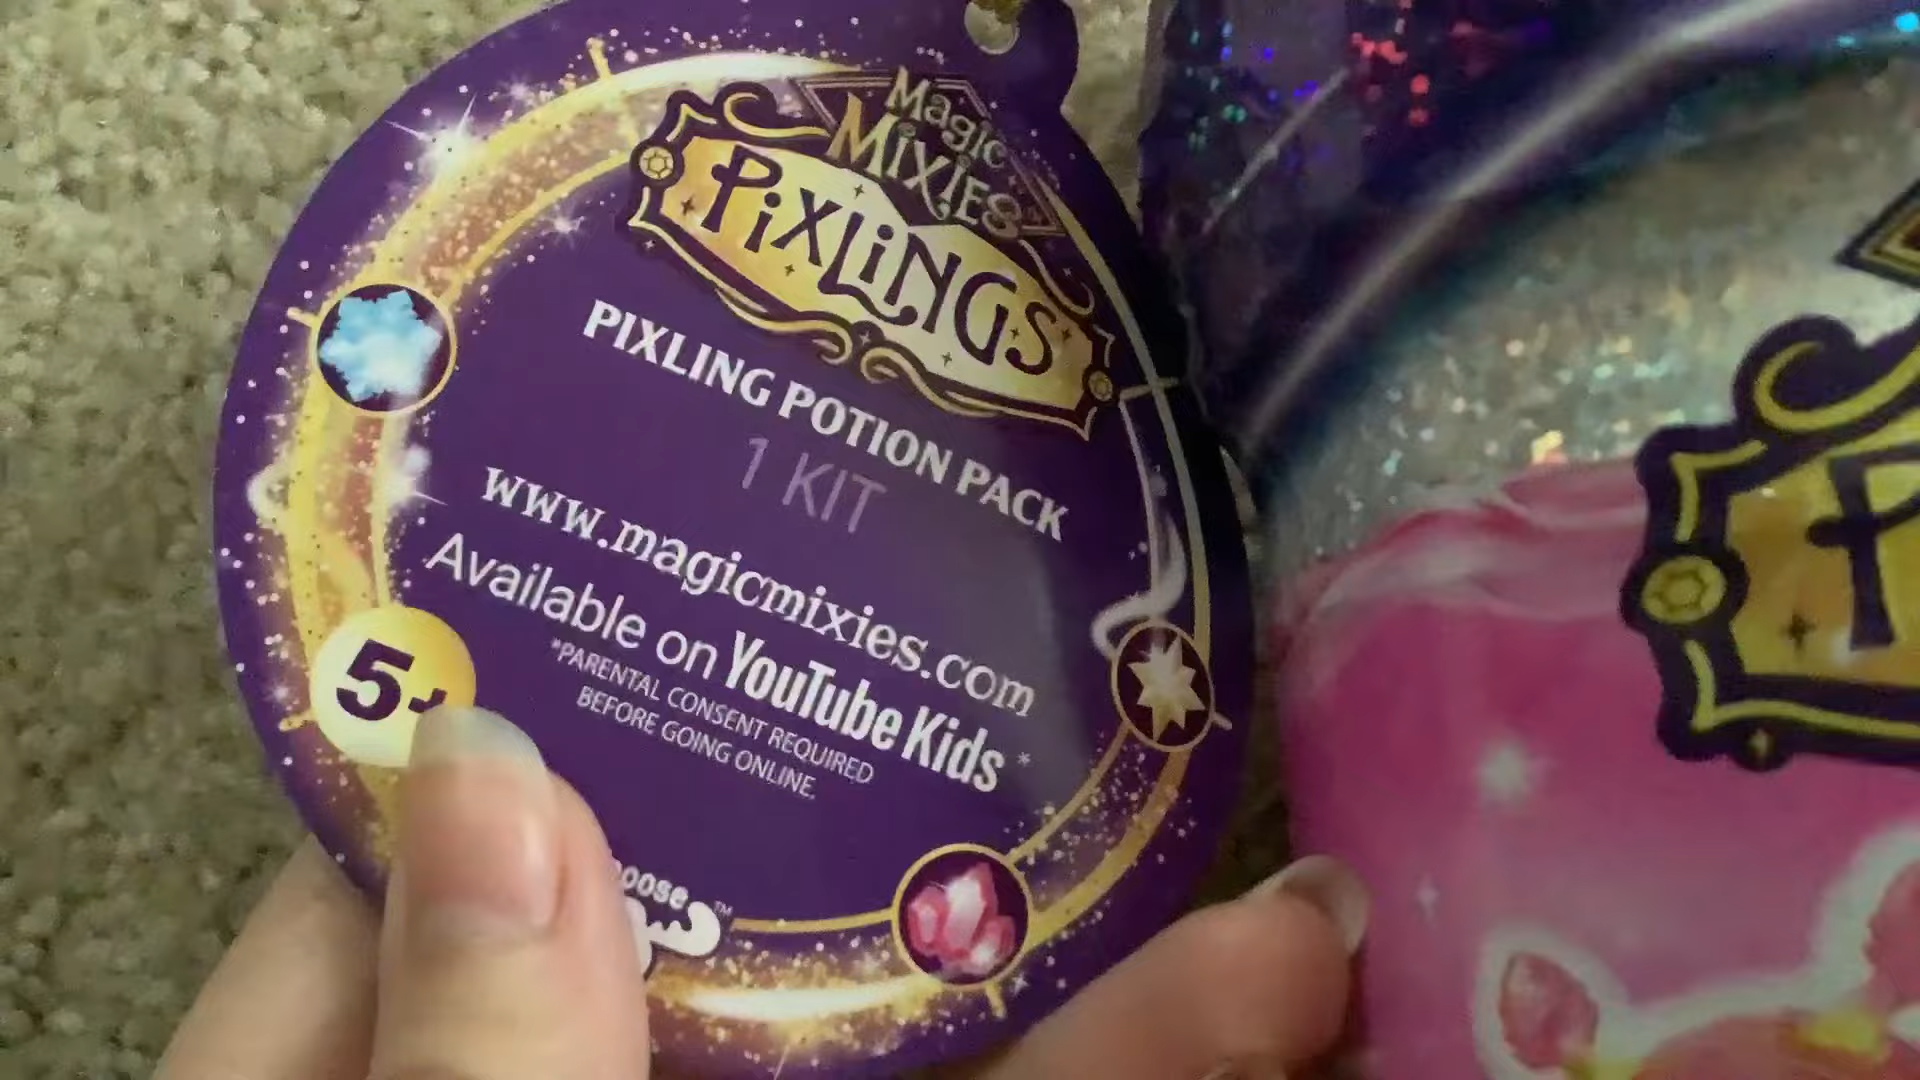 Magic
Mixies
PiXLiNGS
PIXLING POTION PACK
1 KIT
www.magicmixies.com
Available on YouTube Kids*
*PARENTAL CONSENT REQUIRED
BEFORE GOING ONLINE.
5+